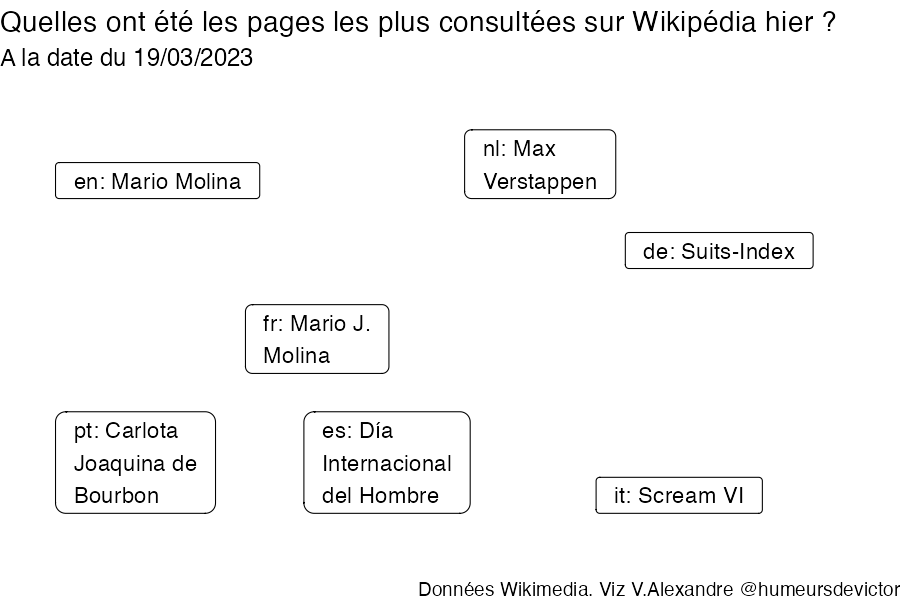 Quelles ont été les pages les plus consultées sur Wikipédia hier ?
A la date du 19/03/2023
nl: Max
Verstappen
en: Mario Molina
de: Suits-Index
fr: Mario J.
Molina
pt: Carlota
Joaquina de
Bourbon
es: Día
Internacional
del Hombre
it: Scream VI
Données Wikimedia. Viz V.Alexandre @humeursdevictor